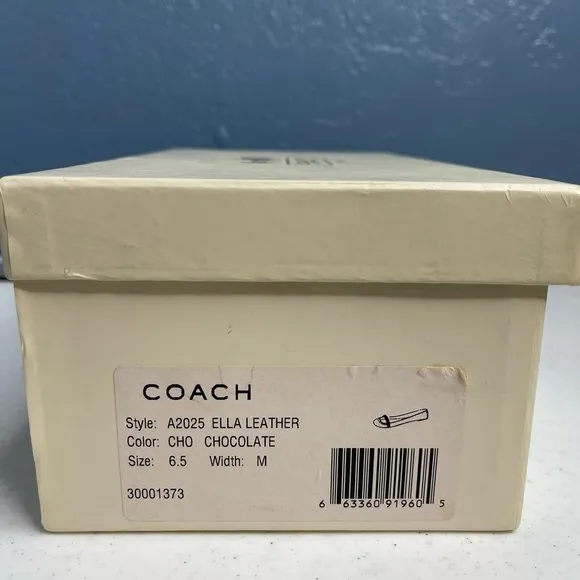 COACH
Style: A2025 ELLA LEATHER
Color: CHO CHOCOLATE
Size: 6.5 Width: M
30001373
6 63360 91960 5